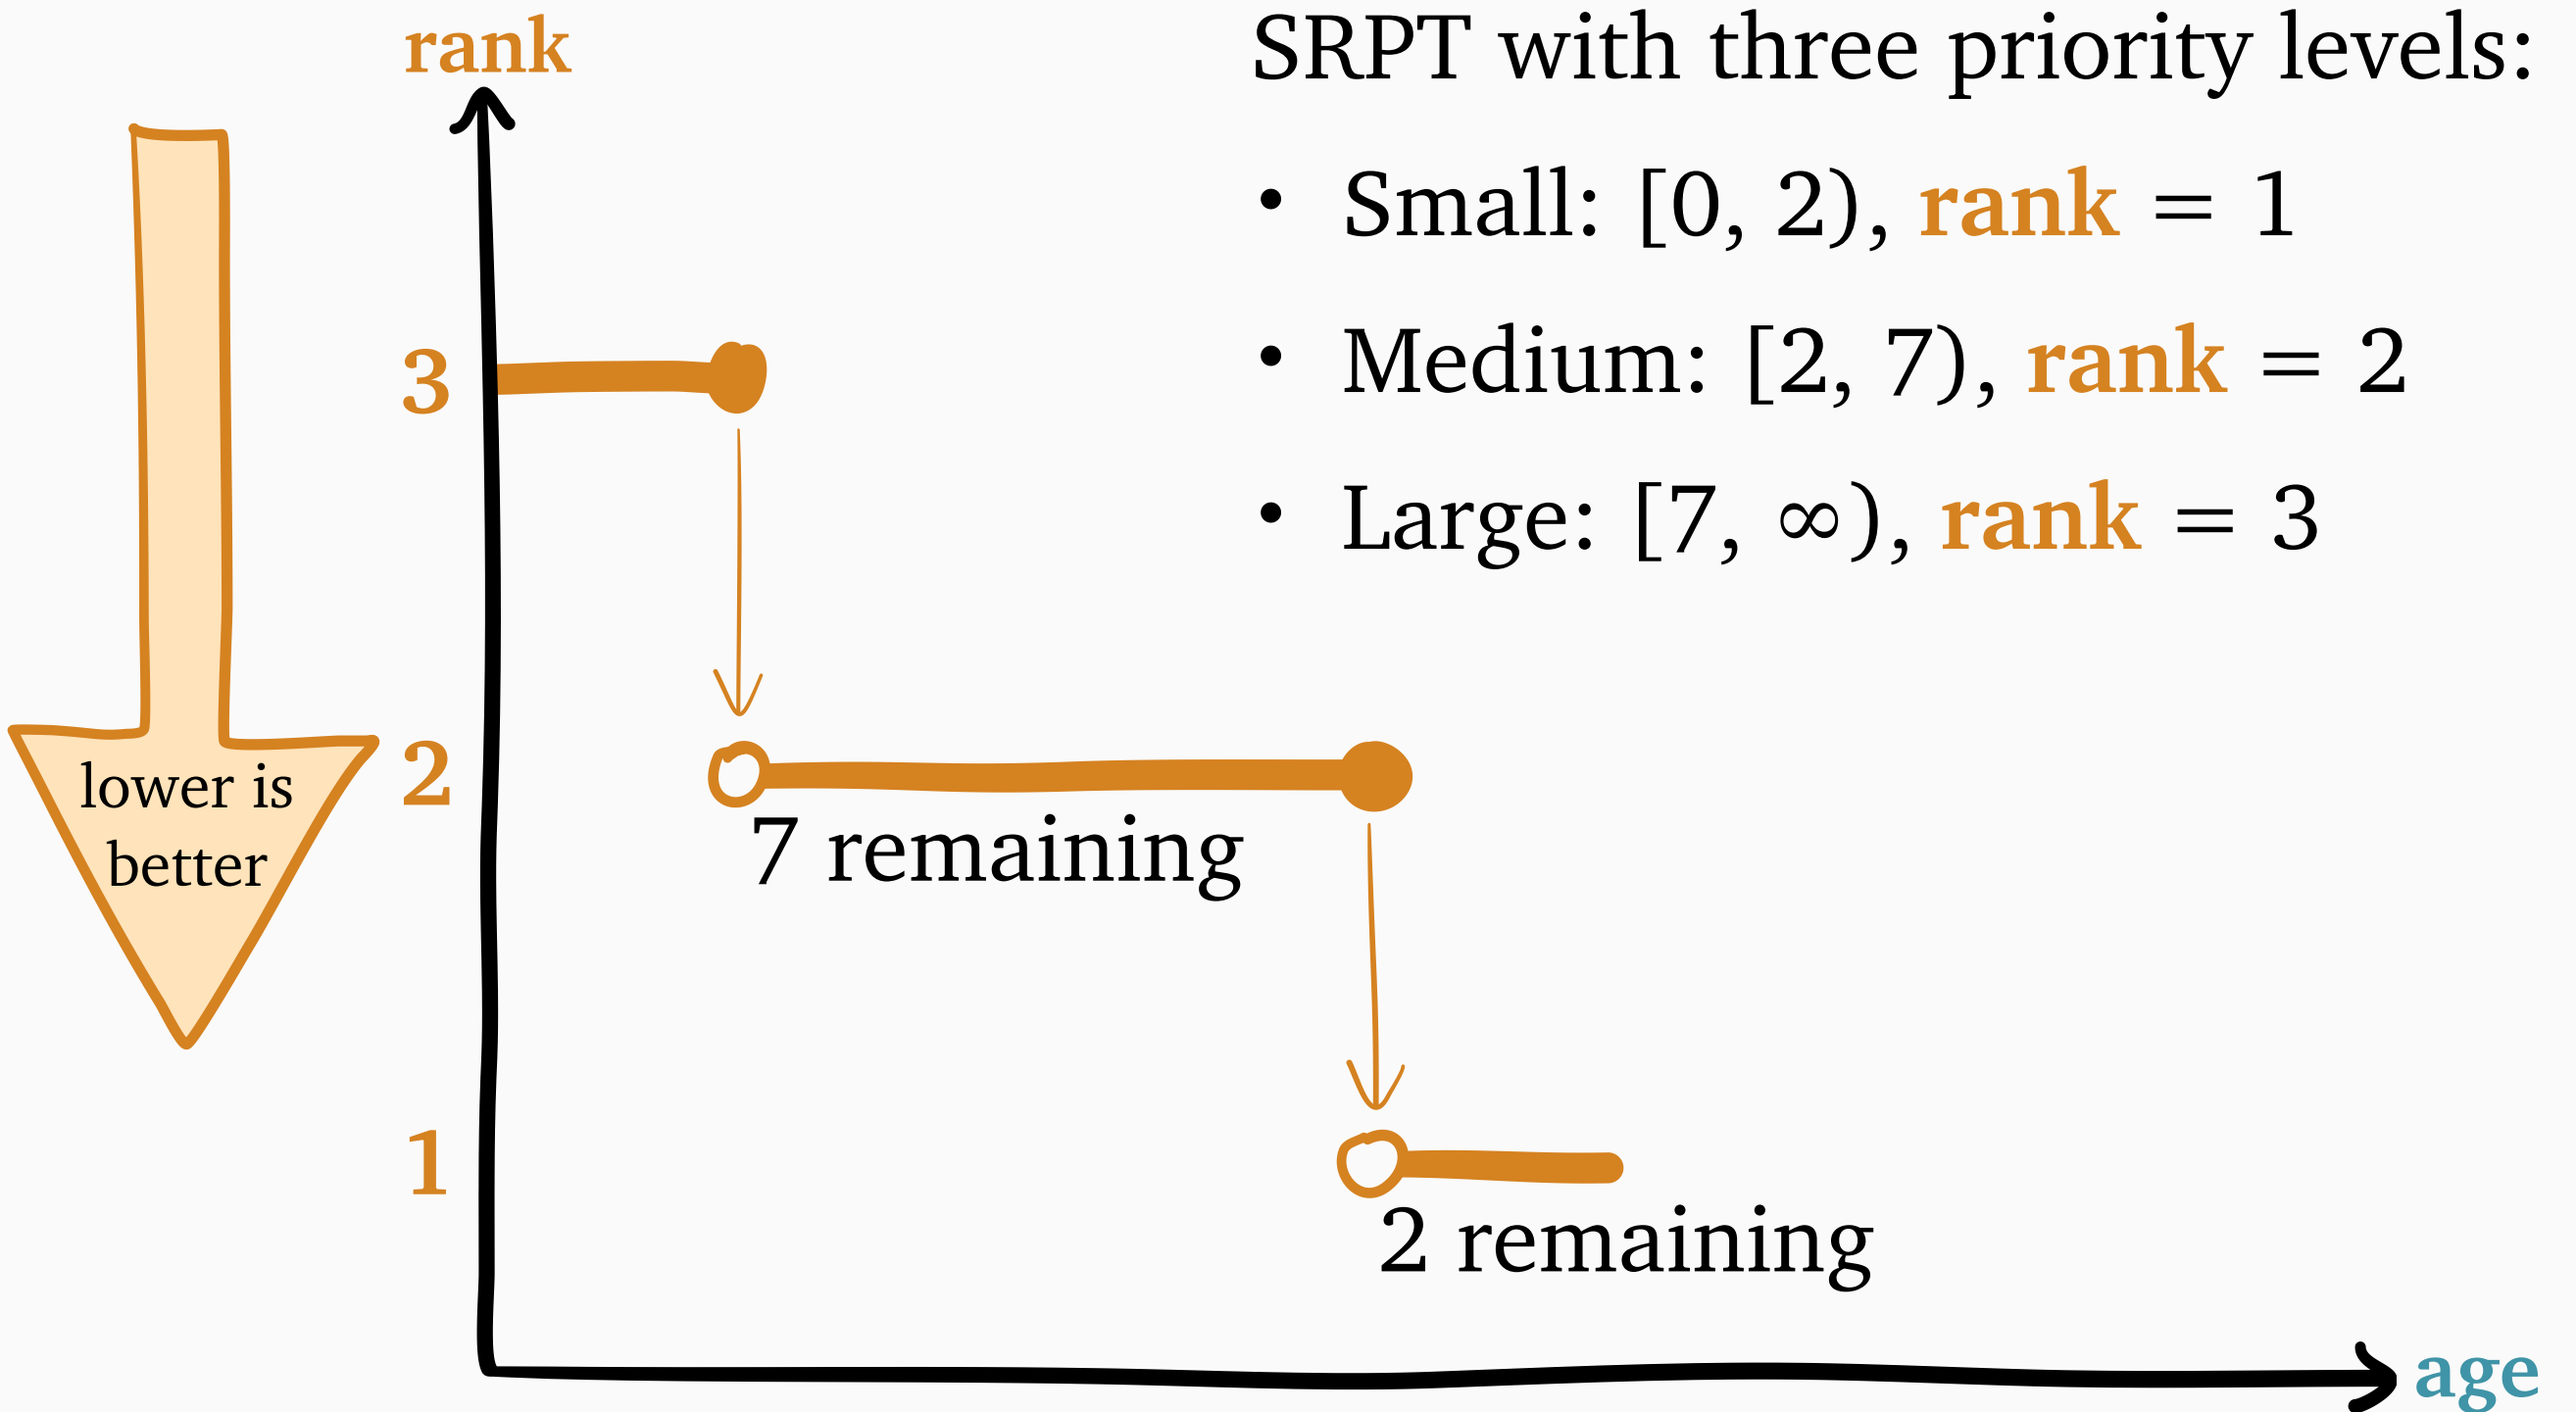 rank
SRPT with three priority levels:
• Small: [0, 2), rank = 1
• Medium: [2, 7), rank = 2
• Large: [7, ∞), rank = 3
3
2
lower is
better
7 remaining
1
2 remaining
age